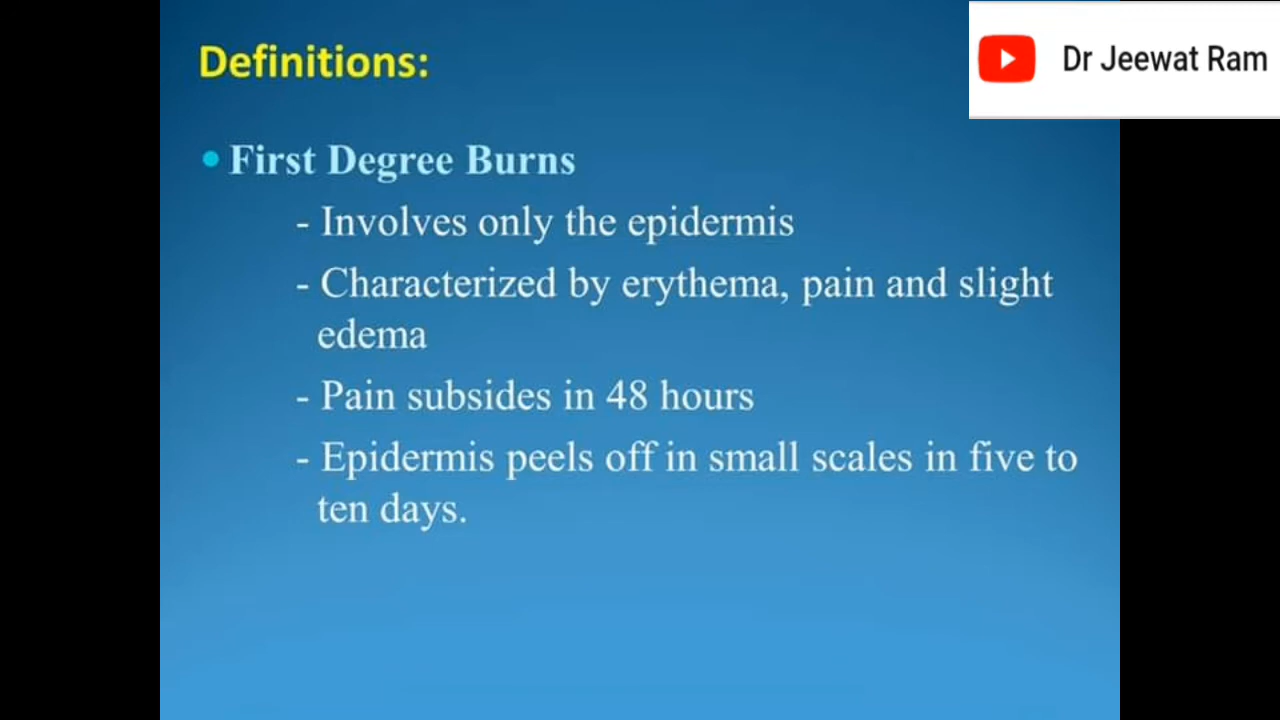 Definitions:
Dr Jeewat Ram
• First Degree Burns
- Involves only the epidermis
- Characterized by erythema, pain and slight
edema
- Pain subsides in 48 hours
- Epidermis peels off in small scales in five to
ten days.